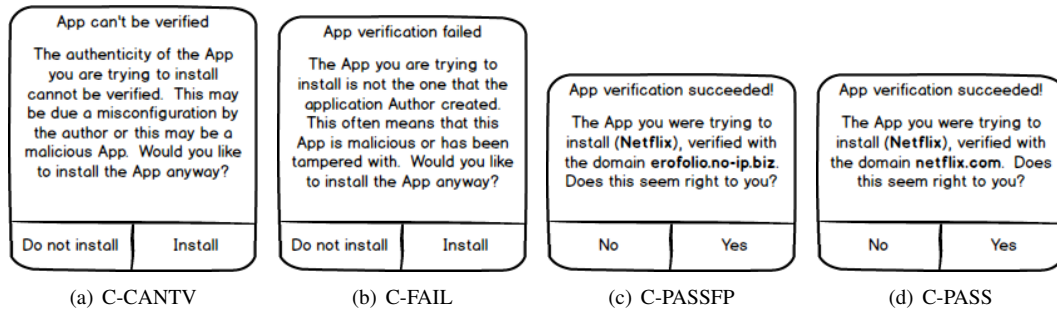 App can't be verified
The authenticity of the App
you are trying to install
cannot be verified. This may
be due a misconfiguration by
the author or this may be a
malicious App. Would you like
to install the App anyway?
Do not install
Install
(a) C-CANTV
App verification failed
The App you are trying to
install is not the one that the
application Author created.
This often means that this
App is malicious or has been
tampered with. Would you like
to install the App anyway?
Do not install
Install
(b) C-FAIL
App verification succeeded!
The App you were trying to
install (Netflix), verified with
the domain erofolio.no-ip.biz.
Does this seem right to you?
No
Yes
(c) C-PASSFP
App verification succeeded!
The App you were trying to
install (Netflix), verified with
the domain netflix.com. Does
this seem right to you?
No
Yes
(d) C-PASS